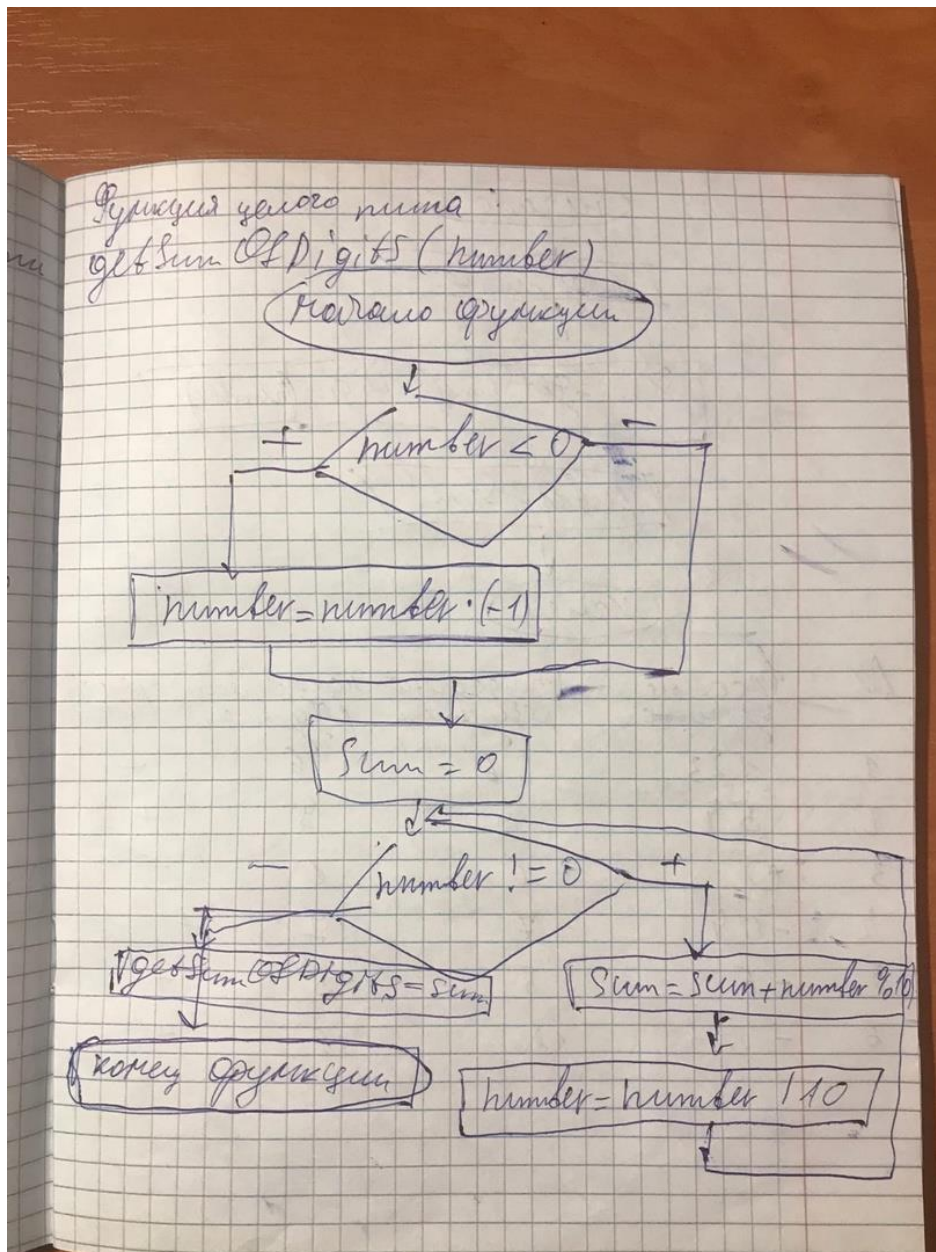 Функция целого типа
getSumOfDigits (number)
начало функции
number < 0
+
-
number = number · (-1)
Sum = 0
number != 0
-
+
getSumOfDigits = sum
Sum = sum + number % 10
конец функции
number = number / 10